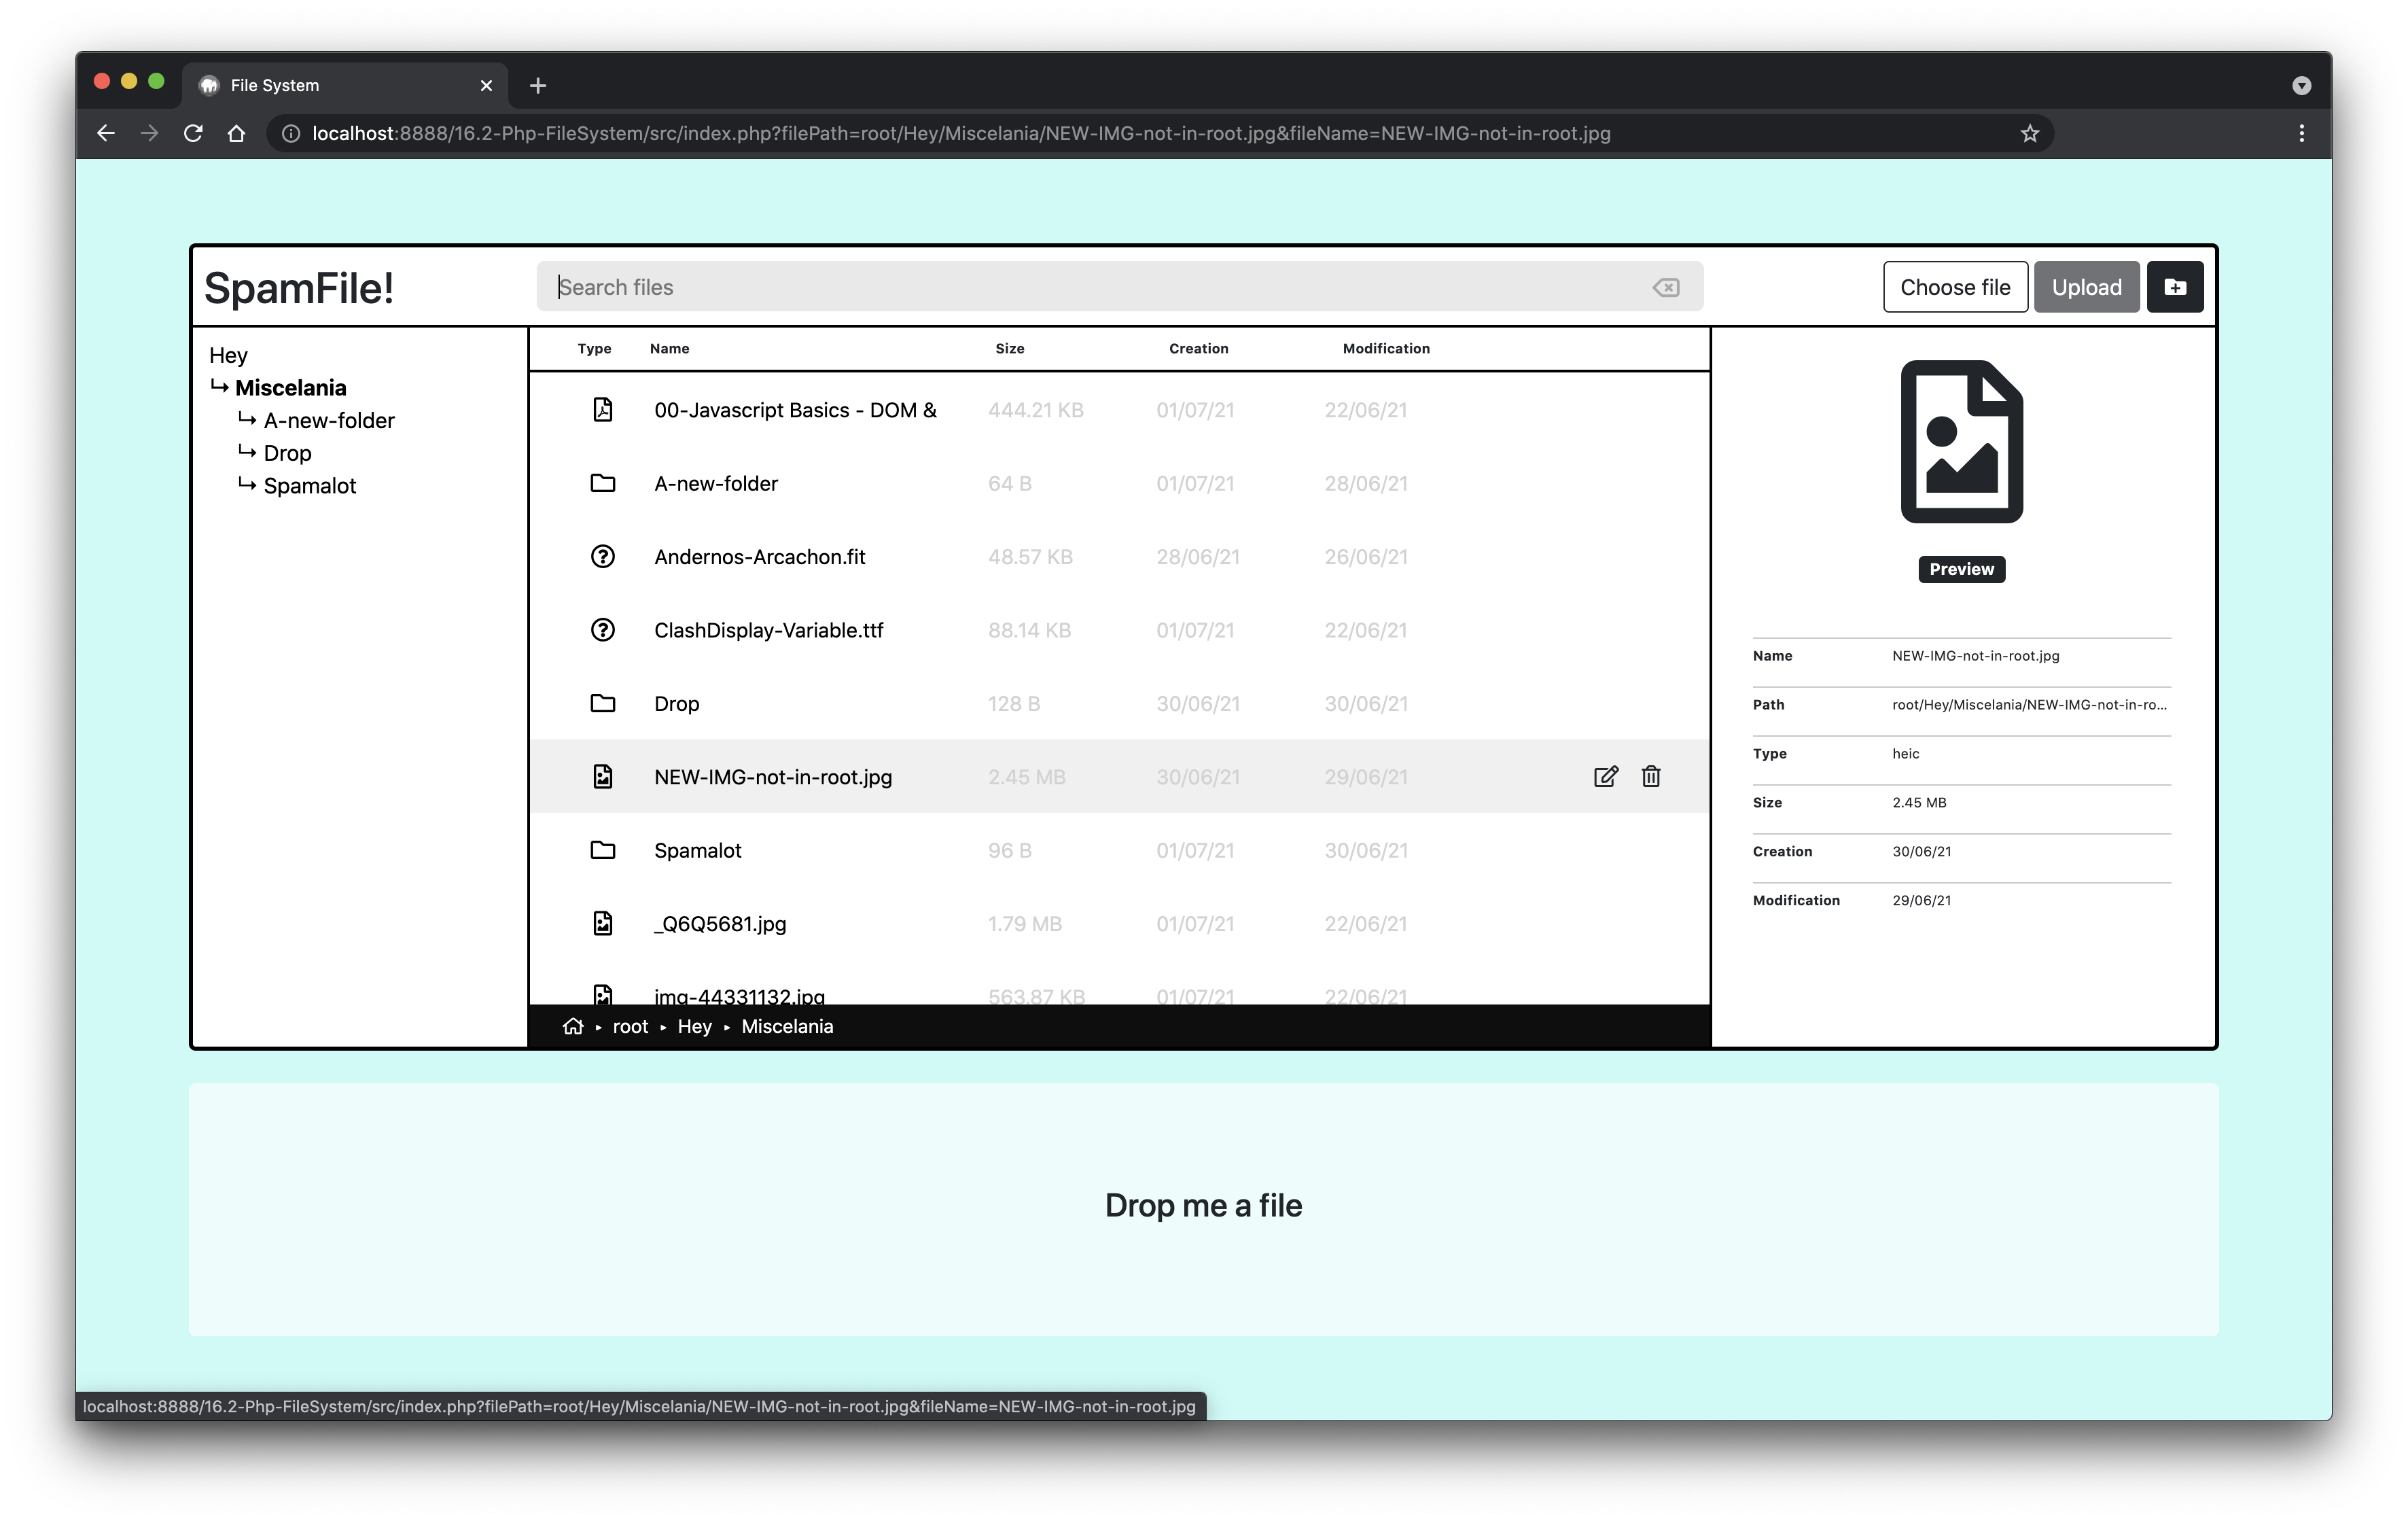 File System
localhost:8888/16.2-Php-FileSystem/src/index.php?filePath=root/Hey/Miscelania/NEW-IMG-not-in-root.jpg&fileName=NEW-IMG-not-in-root.jpg
SpamFile!
Search files
Choose file
Upload
Hey
Miscelania
A-new-folder
Drop
Spamalot
Type Name Size Creation Modification
00-Javascript Basics - DOM & 444.21 KB 01/07/21 22/06/21
A-new-folder 64 B 01/07/21 28/06/21
Andernos-Arcachon.fit 48.57 KB 28/06/21 26/06/21
ClashDisplay-Variable.ttf 88.14 KB 01/07/21 22/06/21
Drop 128 B 30/06/21 30/06/21
NEW-IMG-not-in-root.jpg 2.45 MB 30/06/21 29/06/21
Spamalot 96 B 01/07/21 30/06/21
_Q6Q5681.jpg 1.79 MB 01/07/21 22/06/21
img-44331132.jpg 563.87 KB 01/07/21 22/06/21
root Hey Miscelania
Preview
Name NEW-IMG-not-in-root.jpg
Path root/Hey/Miscelania/NEW-IMG-not-in-ro...
Type heic
Size 2.45 MB
Creation 30/06/21
Modification 29/06/21
Drop me a file
localhost:8888/16.2-Php-FileSystem/src/index.php?filePath=root/Hey/Miscelania/NEW-IMG-not-in-root.jpg&fileName=NEW-IMG-not-in-root.jpg